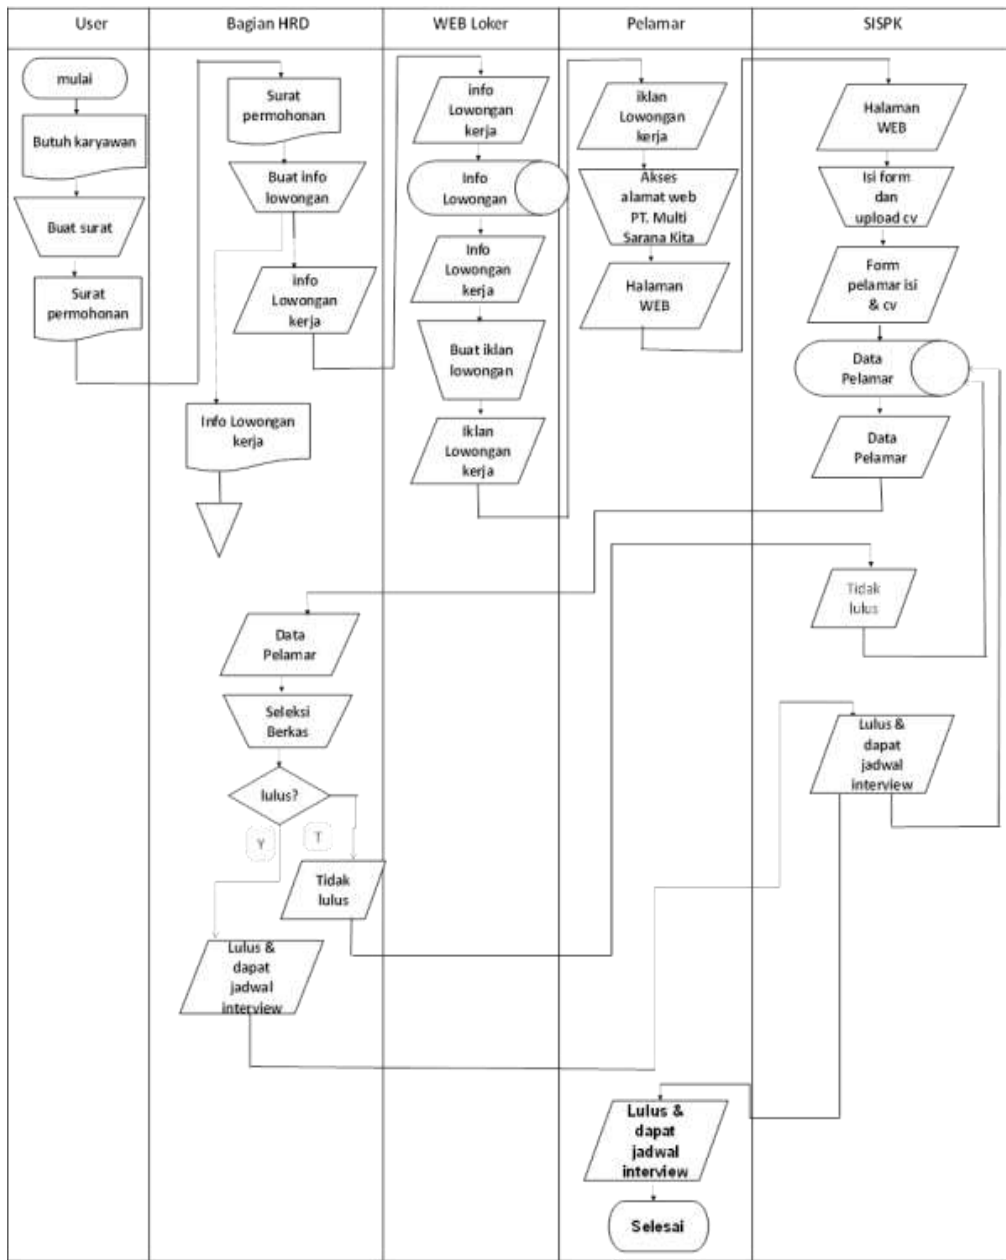 User
Bagian HRD
WEB Loker
Pelamar
SISPK
mulai
Butuh karyawan
Buat surat
Surat
permohonan
Surat
permohonan
Buat info
lowongan
info
Lowongan
kerja
Info Lowongan
kerja
info
Lowongan
kerja
Info
Lowongan
Info
Lowongan
kerja
Buat iklan
lowongan
Iklan
Lowongan
kerja
iklan
Lowongan
kerja
Akses
alamat web
PT. Multi
Sarana Kita
Halaman
WEB
Halaman
WEB
Isi form
dan
upload cv
Form
pelamar isi
& cv
Data
Pelamar
Data
Pelamar
Tidak
lulus
Data
Pelamar
Seleksi
Berkas
lulus?
Y
T
Tidak
lulus
Lulus &
dapat
jadwal
interview
Lulus &
dapat
jadwal
interview
Lulus &
dapat
jadwal
interview
Selesai